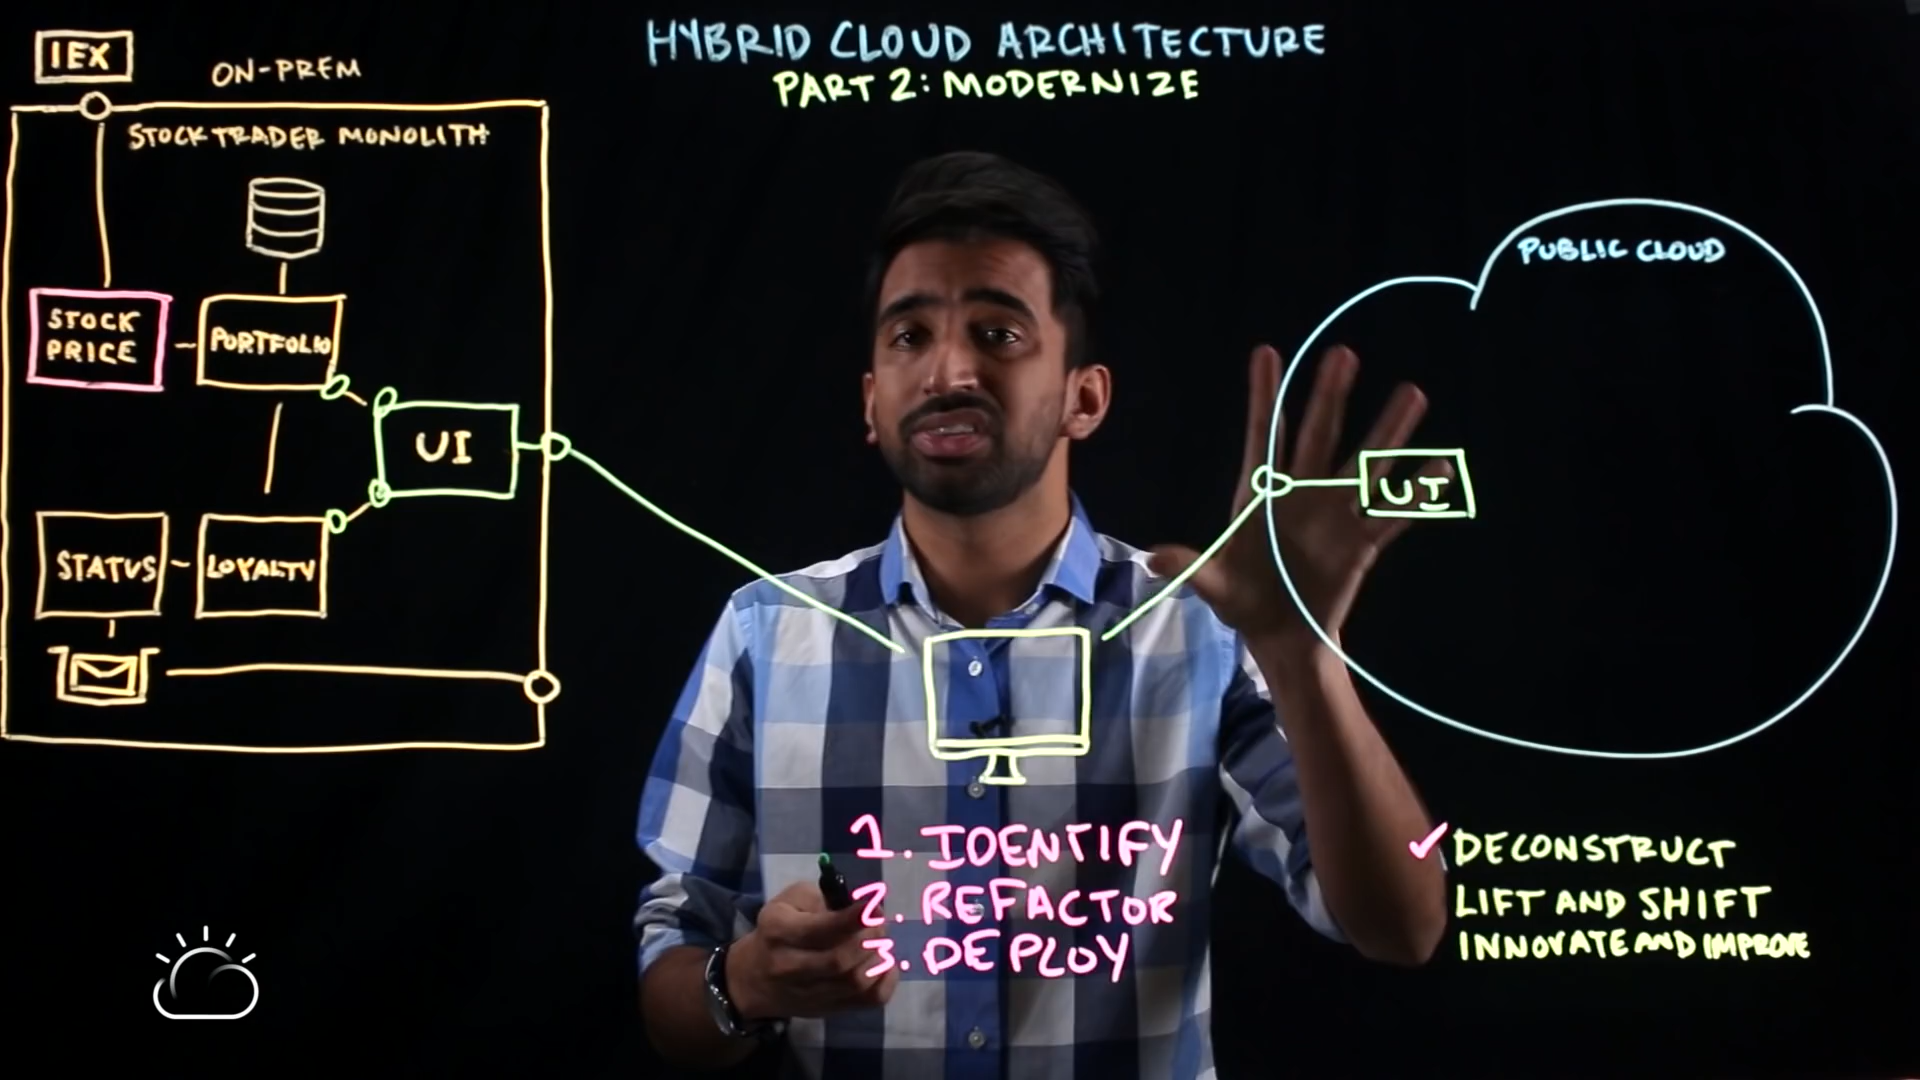 HYBRID CLOUD ARCHITECTURE
PART 2: MODERNIZE
IEX
ON-PREM
STOCK TRADER MONOLITH
STOCK
PRICE
PORTFOLIO
UI
STATUS
LOYALTY
PUBLIC CLOUD
UI
1. IDENTIFY
2. REFACTOR
3. DEPLOY
✓ DECONSTRUCT
LIFT AND SHIFT
INNOVATE AND IMPROVE